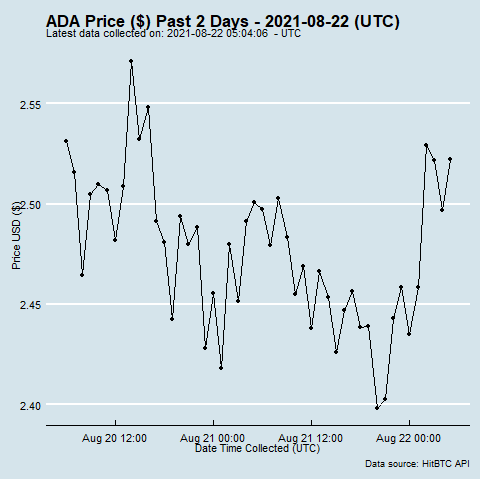 ADA Price ($) Past 2 Days - 2021-08-22 (UTC)
Latest data collected on: 2021-08-22 05:04:06 - UTC
Price USD ($)
2.55
2.50
2.45
2.40
Aug 20 12:00 Aug 21 00:00 Aug 21 12:00 Aug 22 00:00
Date Time Collected (UTC)
Data source: HitBTC API